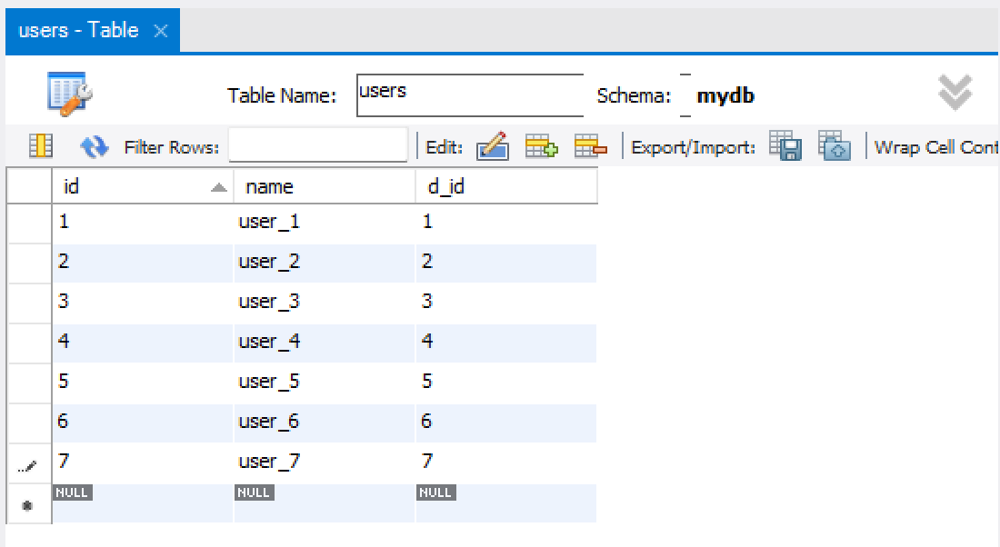 users - Table
Table Name: users Schema: mydb
Filter Rows: Edit: Export/Import: Wrap Cell Cont
id name d_id
1 user_1 1
2 user_2 2
3 user_3 3
4 user_4 4
5 user_5 5
6 user_6 6
7 user_7 7
NULL NULL NULL